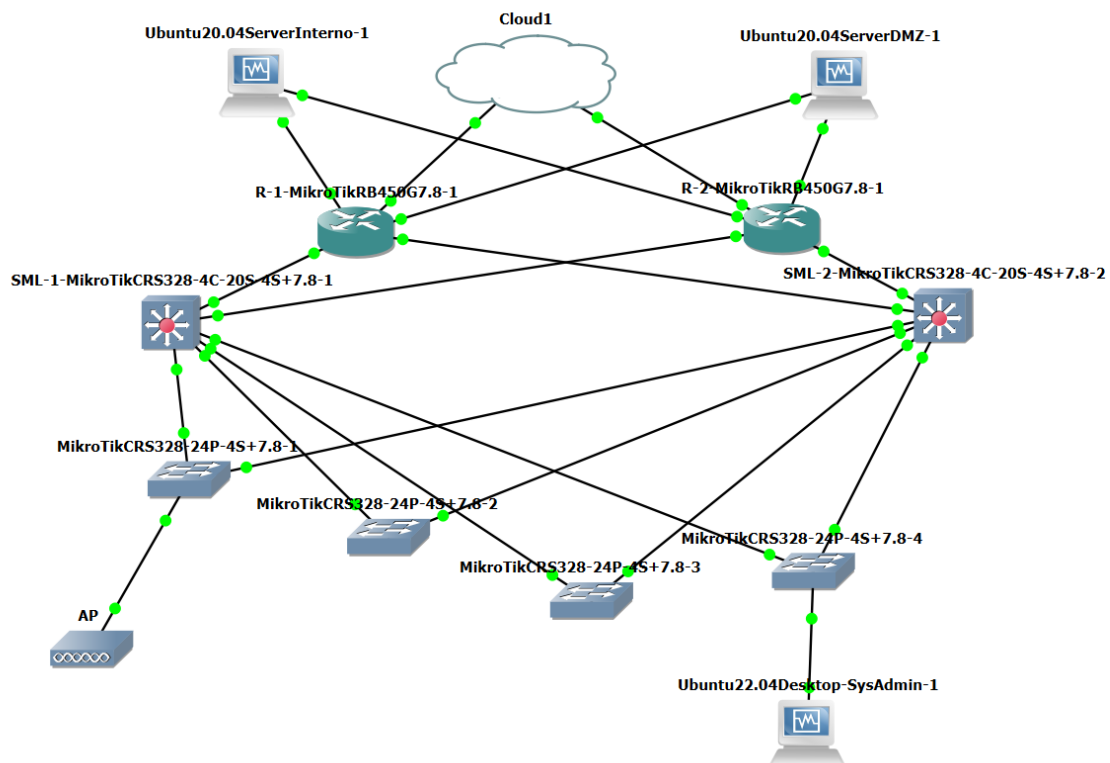 Cloud1
Ubuntu20.04ServerInterno-1
Ubuntu20.04ServerDMZ-1
R-1-MikroTikRB450G7.8-1
R-2-MikroTikRB450G7.8-1
SML-1-MikroTikCRS328-4C-20S-4S+7.8-1
SML-2-MikroTikCRS328-4C-20S-4S+7.8-2
MikroTikCRS328-24P-4S+7.8-1
MikroTikCRS328-24P-4S+7.8-2
MikroTikCRS328-24P-4S+7.8-3
MikroTikCRS328-24P-4S+7.8-4
AP
Ubuntu22.04Desktop-SysAdmin-1